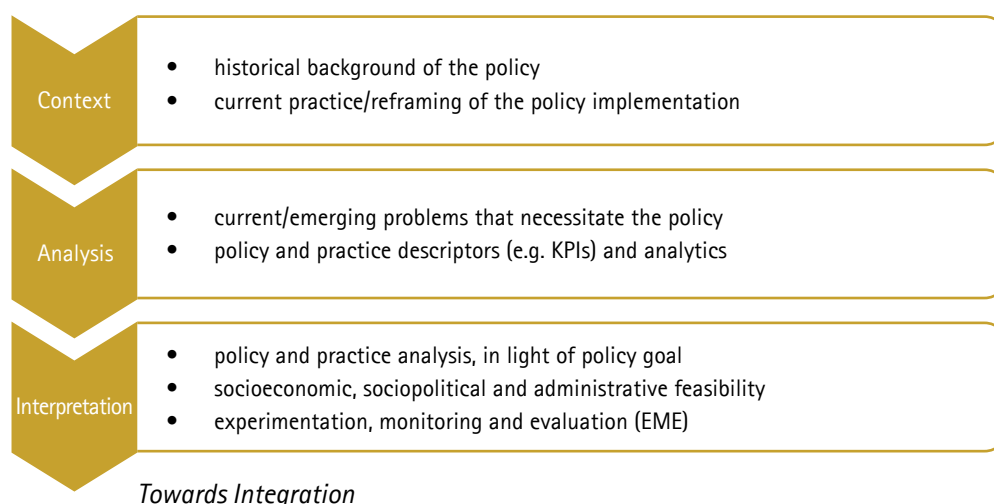 Context
• historical background of the policy
• current practice/reframing of the policy implementation
Analysis
• current/emerging problems that necessitate the policy
• policy and practice descriptors (e.g. KPIs) and analytics
Interpretation
• policy and practice analysis, in light of policy goal
• socioeconomic, sociopolitical and administrative feasibility
• experimentation, monitoring and evaluation (EME)
Towards Integration